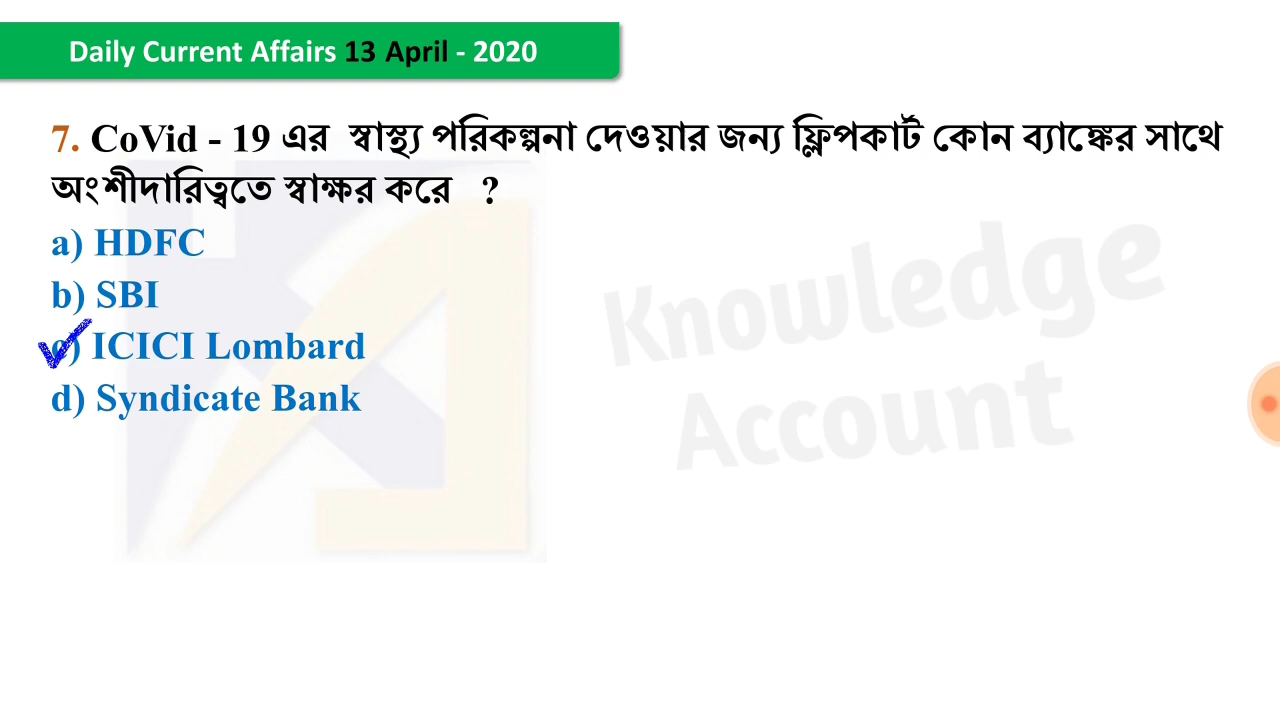 Daily Current Affairs 13 April - 2020
7. CoVid - 19 এর স্বাস্থ্য পরিকল্পনা দেওয়ার জন্য ফ্লিপকার্ট কোন ব্যাঙ্কের সাথে
অংশীদারিত্বতে স্বাক্ষর করে ?
a) HDFC
b) SBI
c) ICICI Lombard
d) Syndicate Bank
Knowledge
Account